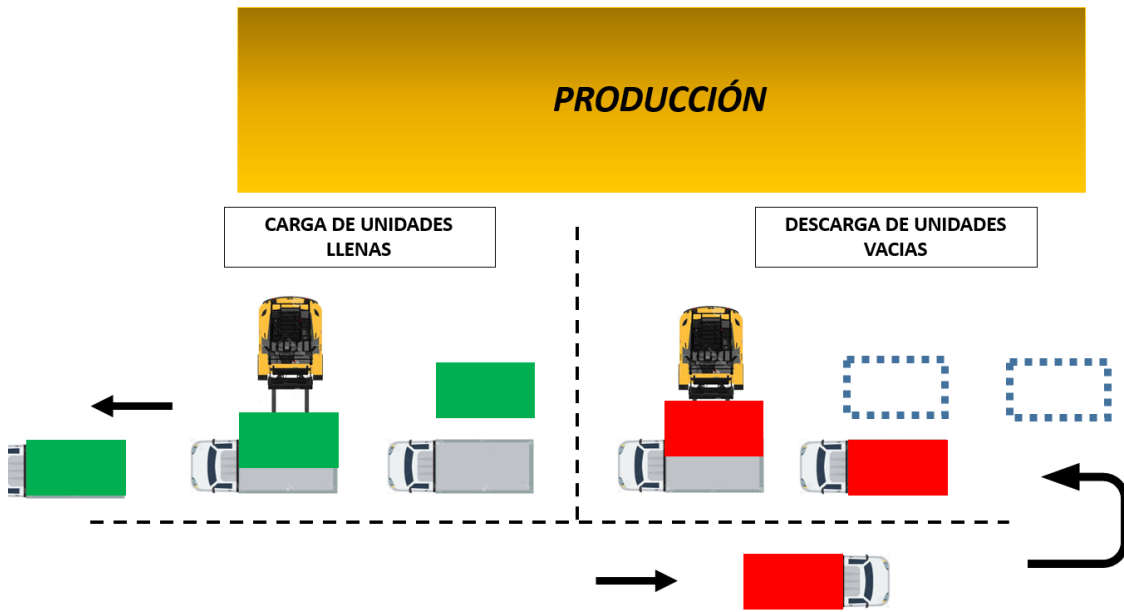 PRODUCCIÓN
CARGA DE UNIDADES
LLENAS
DESCARGA DE UNIDADES
VACIAS